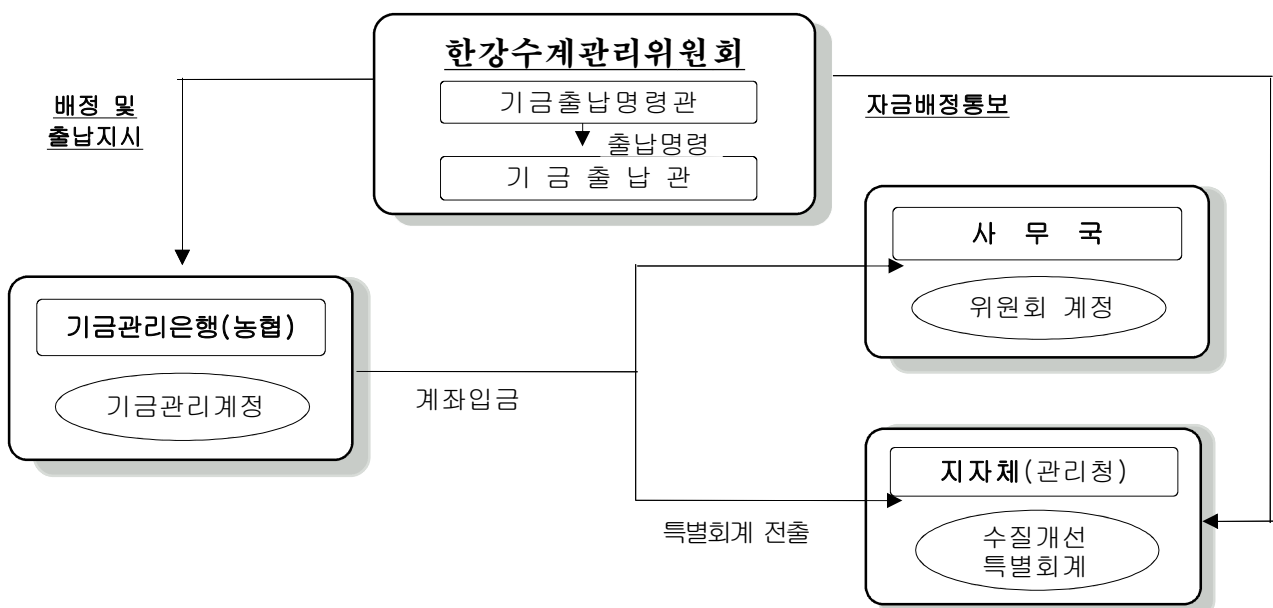 한강수계관리위원회
기금출납명령관
출납명령
기 금 출 납 관
배정 및
출납지시
자금배정통보
사 무 국
위원회 계정
기금관리은행(농협)
기금관리계정
계좌입금
지자체(관리청)
수질개선
특별회계
특별회계 전출